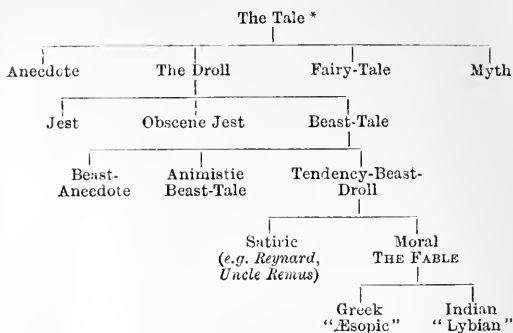 The Tale *
Anecdote The Droll Fairy-Tale Myth
Jest Obscene Jest Beast-Tale
Beast- Animistie Tendency-Beast-
Anecdote Beast-Tale Droll
Satiric Moral
(e.g. Reynard, THE FABLE
Uncle Remus)
Greek Indian
"Æsopic" "Lybian"